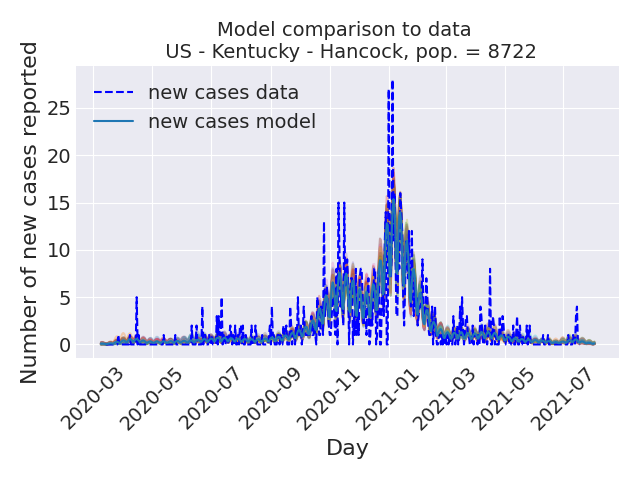 Model comparison to data
US - Kentucky - Hancock, pop. = 8722
Number of new cases reported
new cases data
new cases model
25
20
15
10
5
0
2020-03
2020-05
2020-07
2020-09
2020-11
2021-01
2021-03
2021-05
2021-07
Day